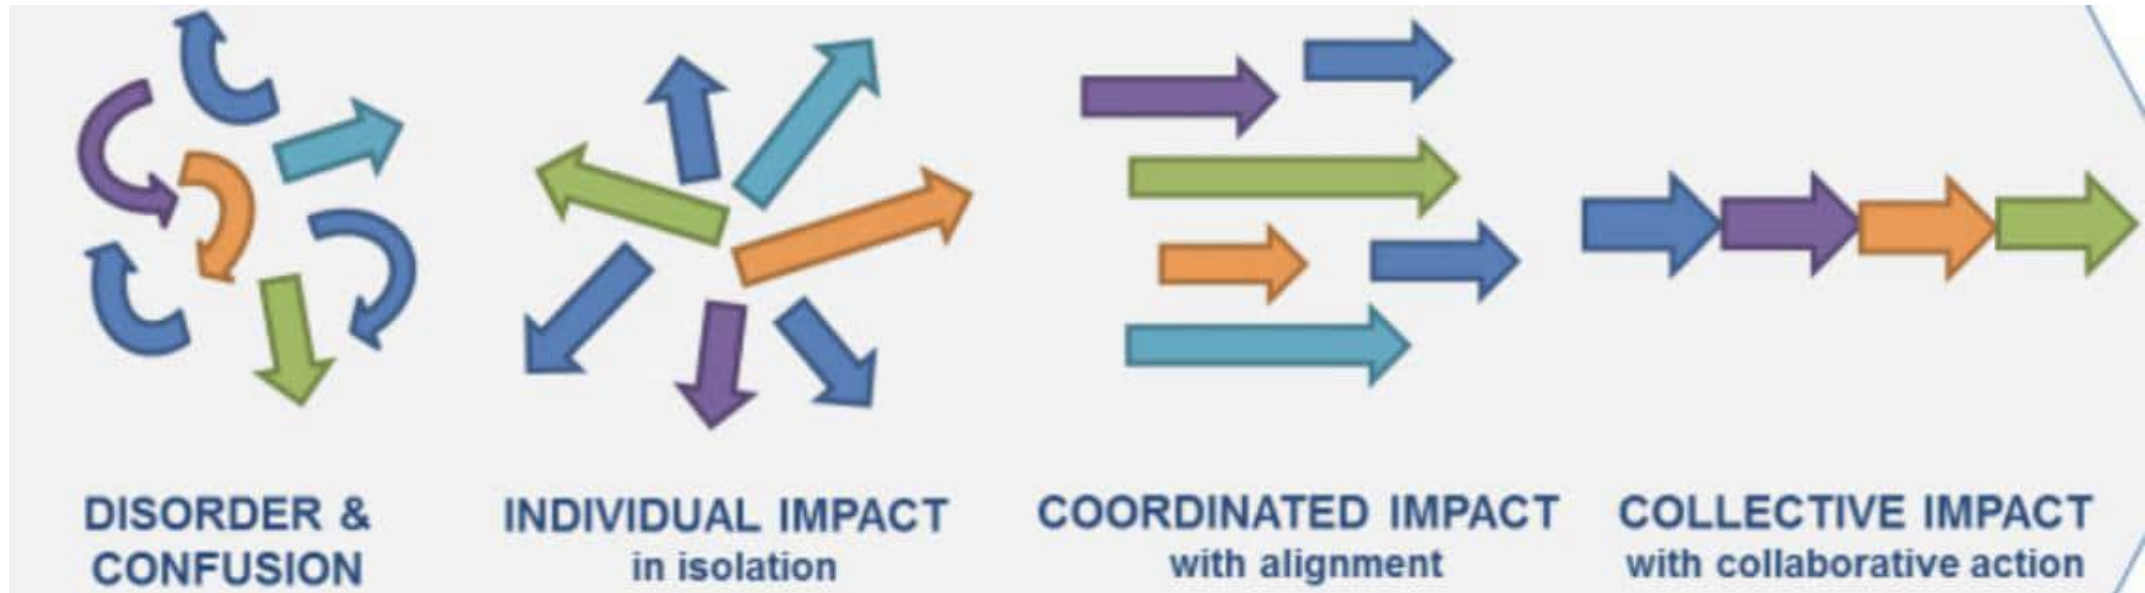 DISORDER &
CONFUSION
INDIVIDUAL IMPACT
in isolation
COORDINATED IMPACT
with alignment
COLLECTIVE IMPACT
with collaborative action